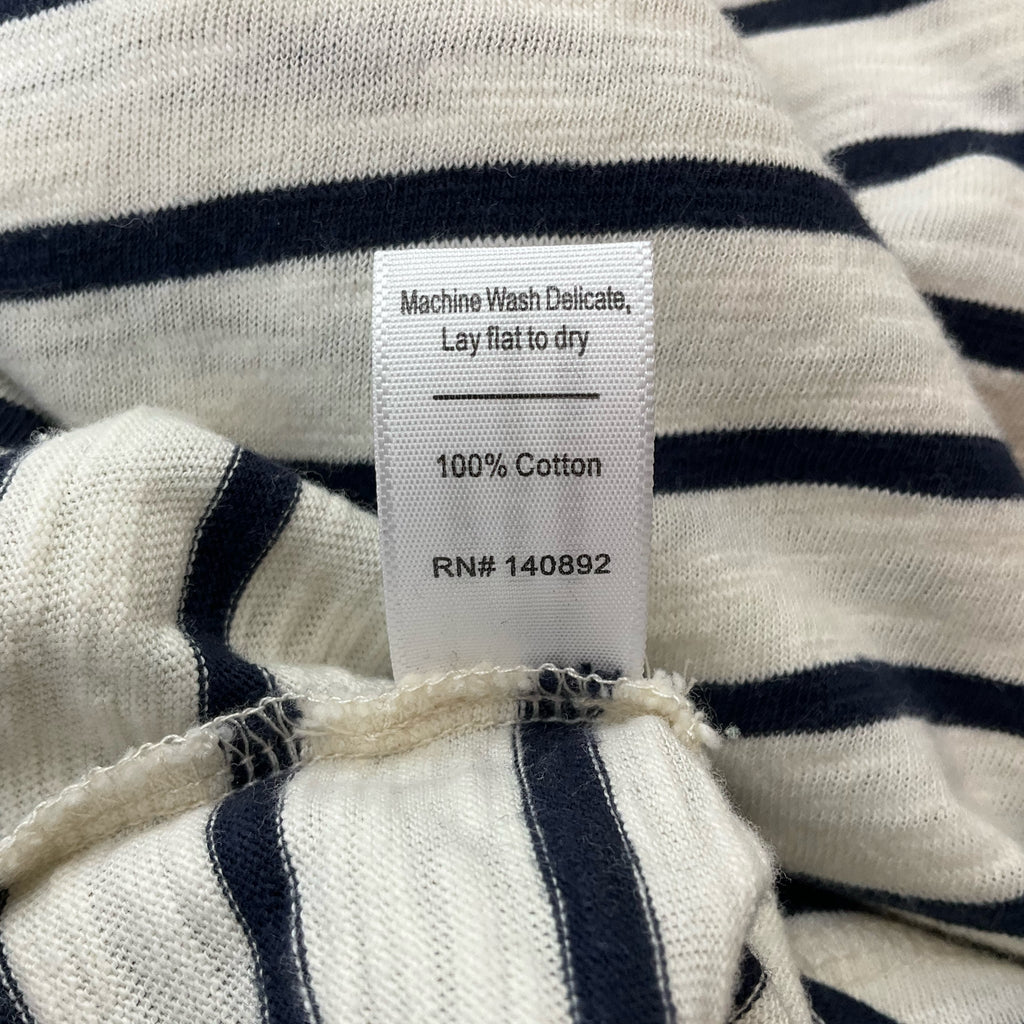 Machine Wash Delicate,
Lay flat to dry
100% Cotton
RN# 140892